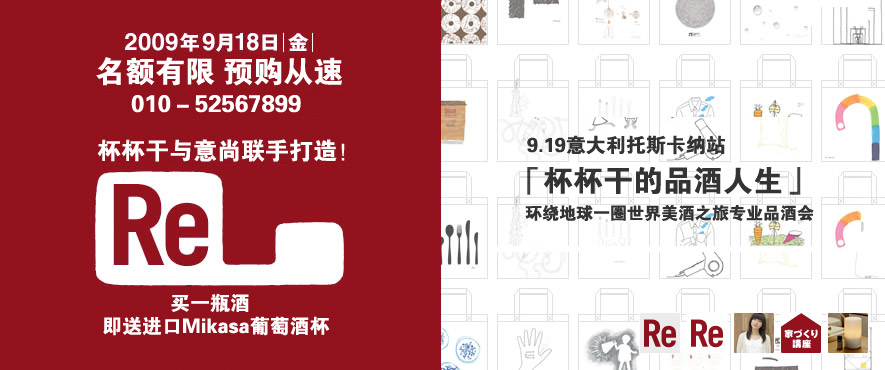 2009年9月18日|金|
名额有限 预购从速
010 – 52567899
杯杯干与意尚联手打造!
Re
买一瓶酒
即送进口Mikasa葡萄酒杯
9.19意大利托斯卡纳站
「杯杯干的品酒人生」
环绕地球一圈世界美酒之旅专业品酒会
Re Re
家づくり
講座